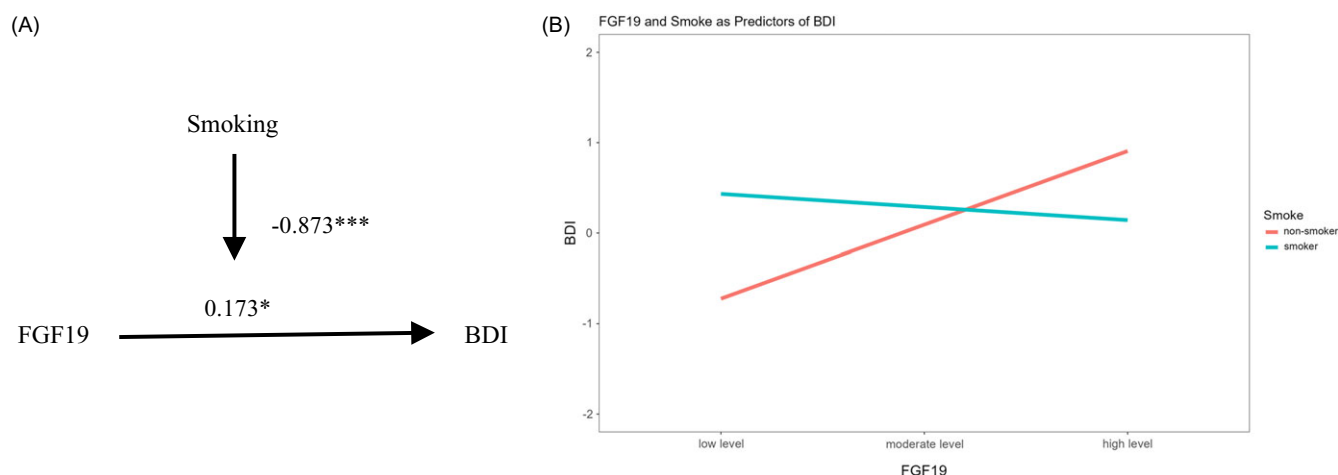 (A)
Smoking
-0.873***
0.173*
FGF19
BDI
(B)
FGF19 and Smoke as Predictors of BDI
2
1
0
-1
-2
BDI
low level
moderate level
high level
FGF19
Smoke
non-smoker
smoker